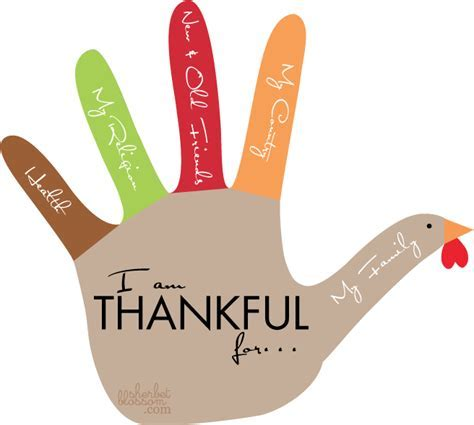 Health
My Religion
New & Old Friends
My Country
My Family
I am
THANKFUL
for...
sherbet
blossom
.com